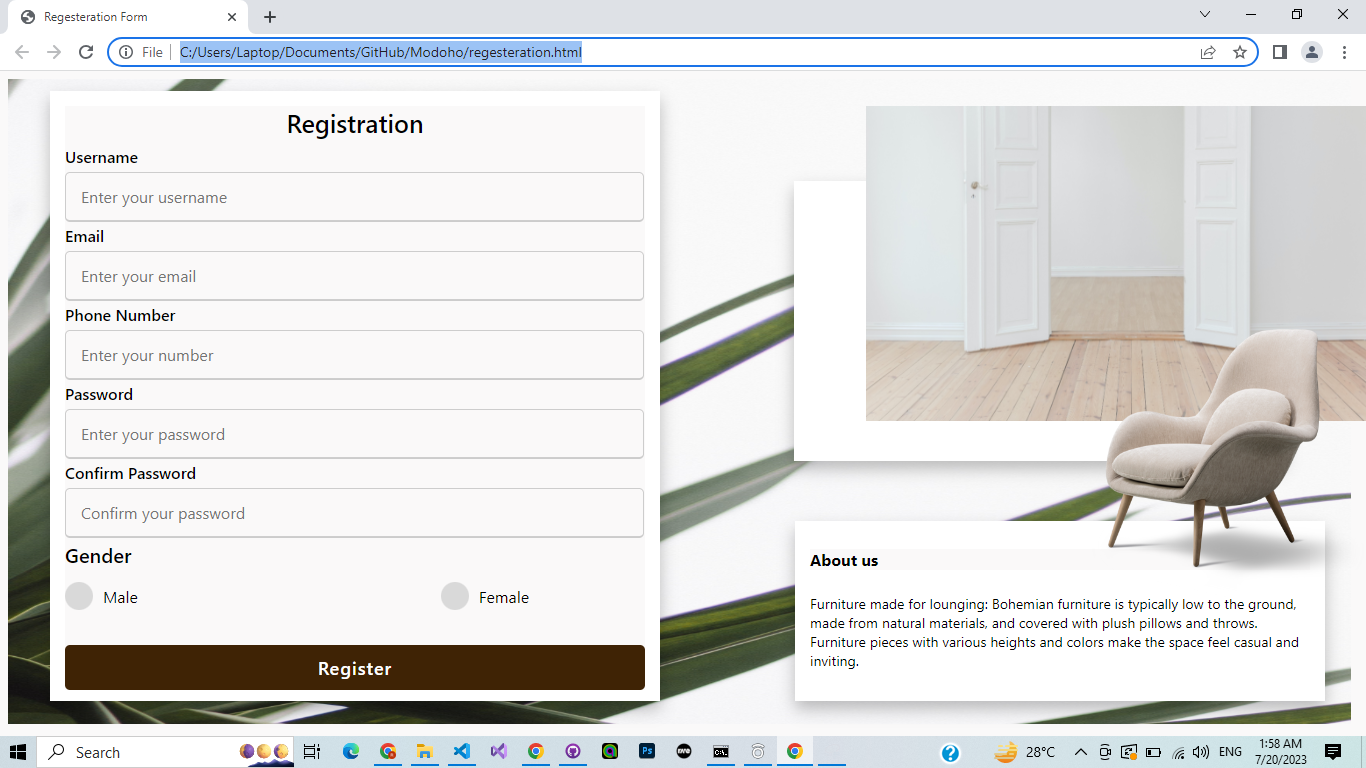 Regesteration Form
File
C:/Users/Laptop/Documents/GitHub/Modoho/regesteration.html
Registration
Username
Enter your username
Email
Enter your email
Phone Number
Enter your number
Password
Enter your password
Confirm Password
Confirm your password
Gender
Male Female
Register
About us
Furniture made for lounging: Bohemian furniture is typically low to the ground,
made from natural materials, and covered with plush pillows and throws.
Furniture pieces with various heights and colors make the space feel casual and
inviting.
Search
Ps
28°C
ENG
1:58 AM
7/20/2023